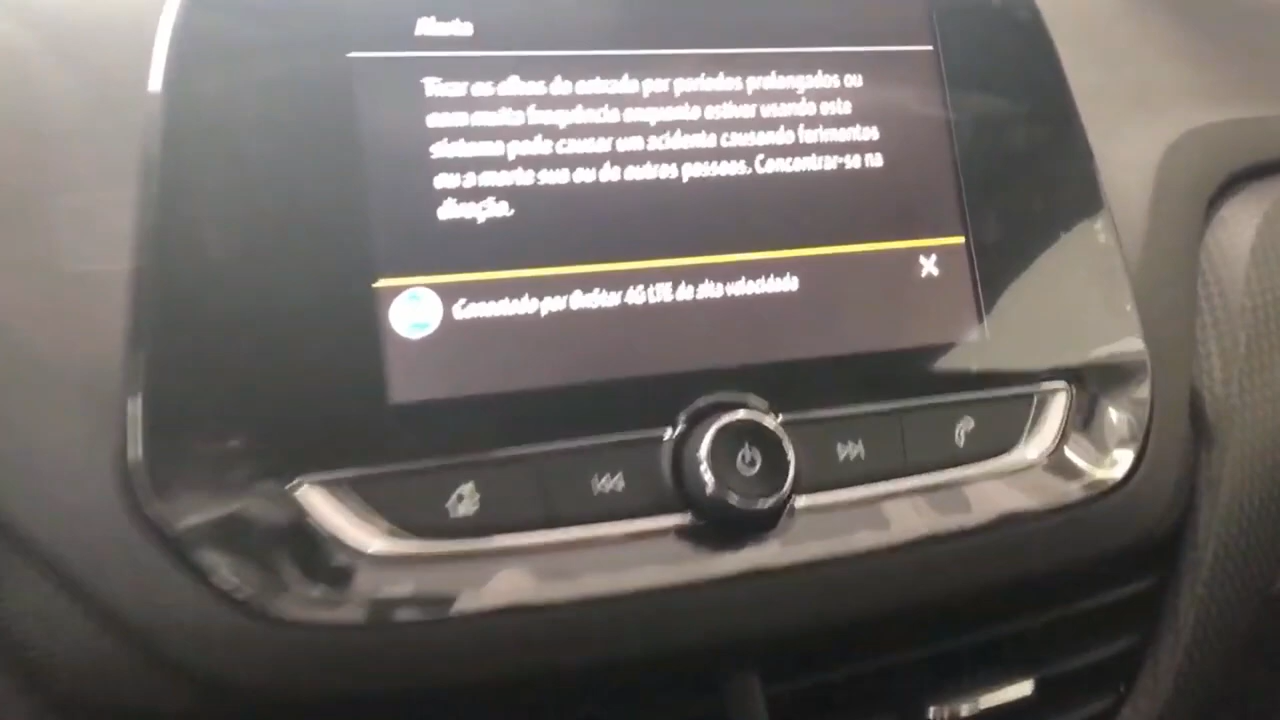 Alerta
Tirar os olhos da estrada por períodos prolongados ou
com muita frequência enquanto estiver usando este
sistema pode causar um acidente causando ferimentos
ou a morte sua ou de outras pessoas. Concentrar-se na
direção.
Conectado por OnStar 4G LTE de alta velocidade